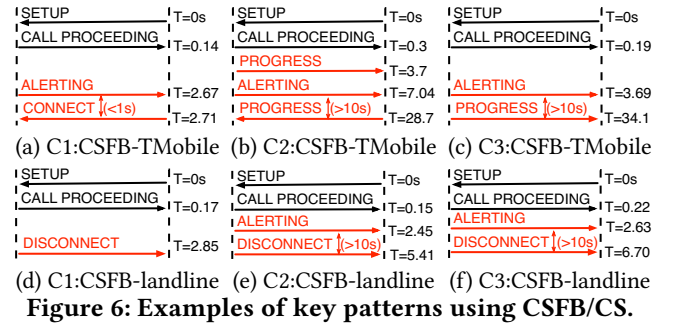 SETUP T=0s
CALL PROCEEDING T=0.14
ALERTING T=2.67
CONNECT (<1s) T=2.71
(a) C1:CSFB-TMobile
SETUP T=0s
CALL PROCEEDING T=0.3
PROGRESS T=3.7
ALERTING T=7.04
PROGRESS (>10s) T=28.7
(b) C2:CSFB-TMobile
SETUP T=0s
CALL PROCEEDING T=0.19
ALERTING T=3.69
PROGRESS (>10s) T=34.1
(c) C3:CSFB-TMobile
SETUP T=0s
CALL PROCEEDING T=0.17
DISCONNECT T=2.85
(d) C1:CSFB-landline
SETUP T=0s
CALL PROCEEDING T=0.15
ALERTING T=2.45
DISCONNECT (>10s) T=5.41
(e) C2:CSFB-landline
SETUP T=0s
CALL PROCEEDING T=0.22
ALERTING T=2.63
DISCONNECT (>10s) T=6.70
(f) C3:CSFB-landline
Figure 6: Examples of key patterns using CSFB/CS.